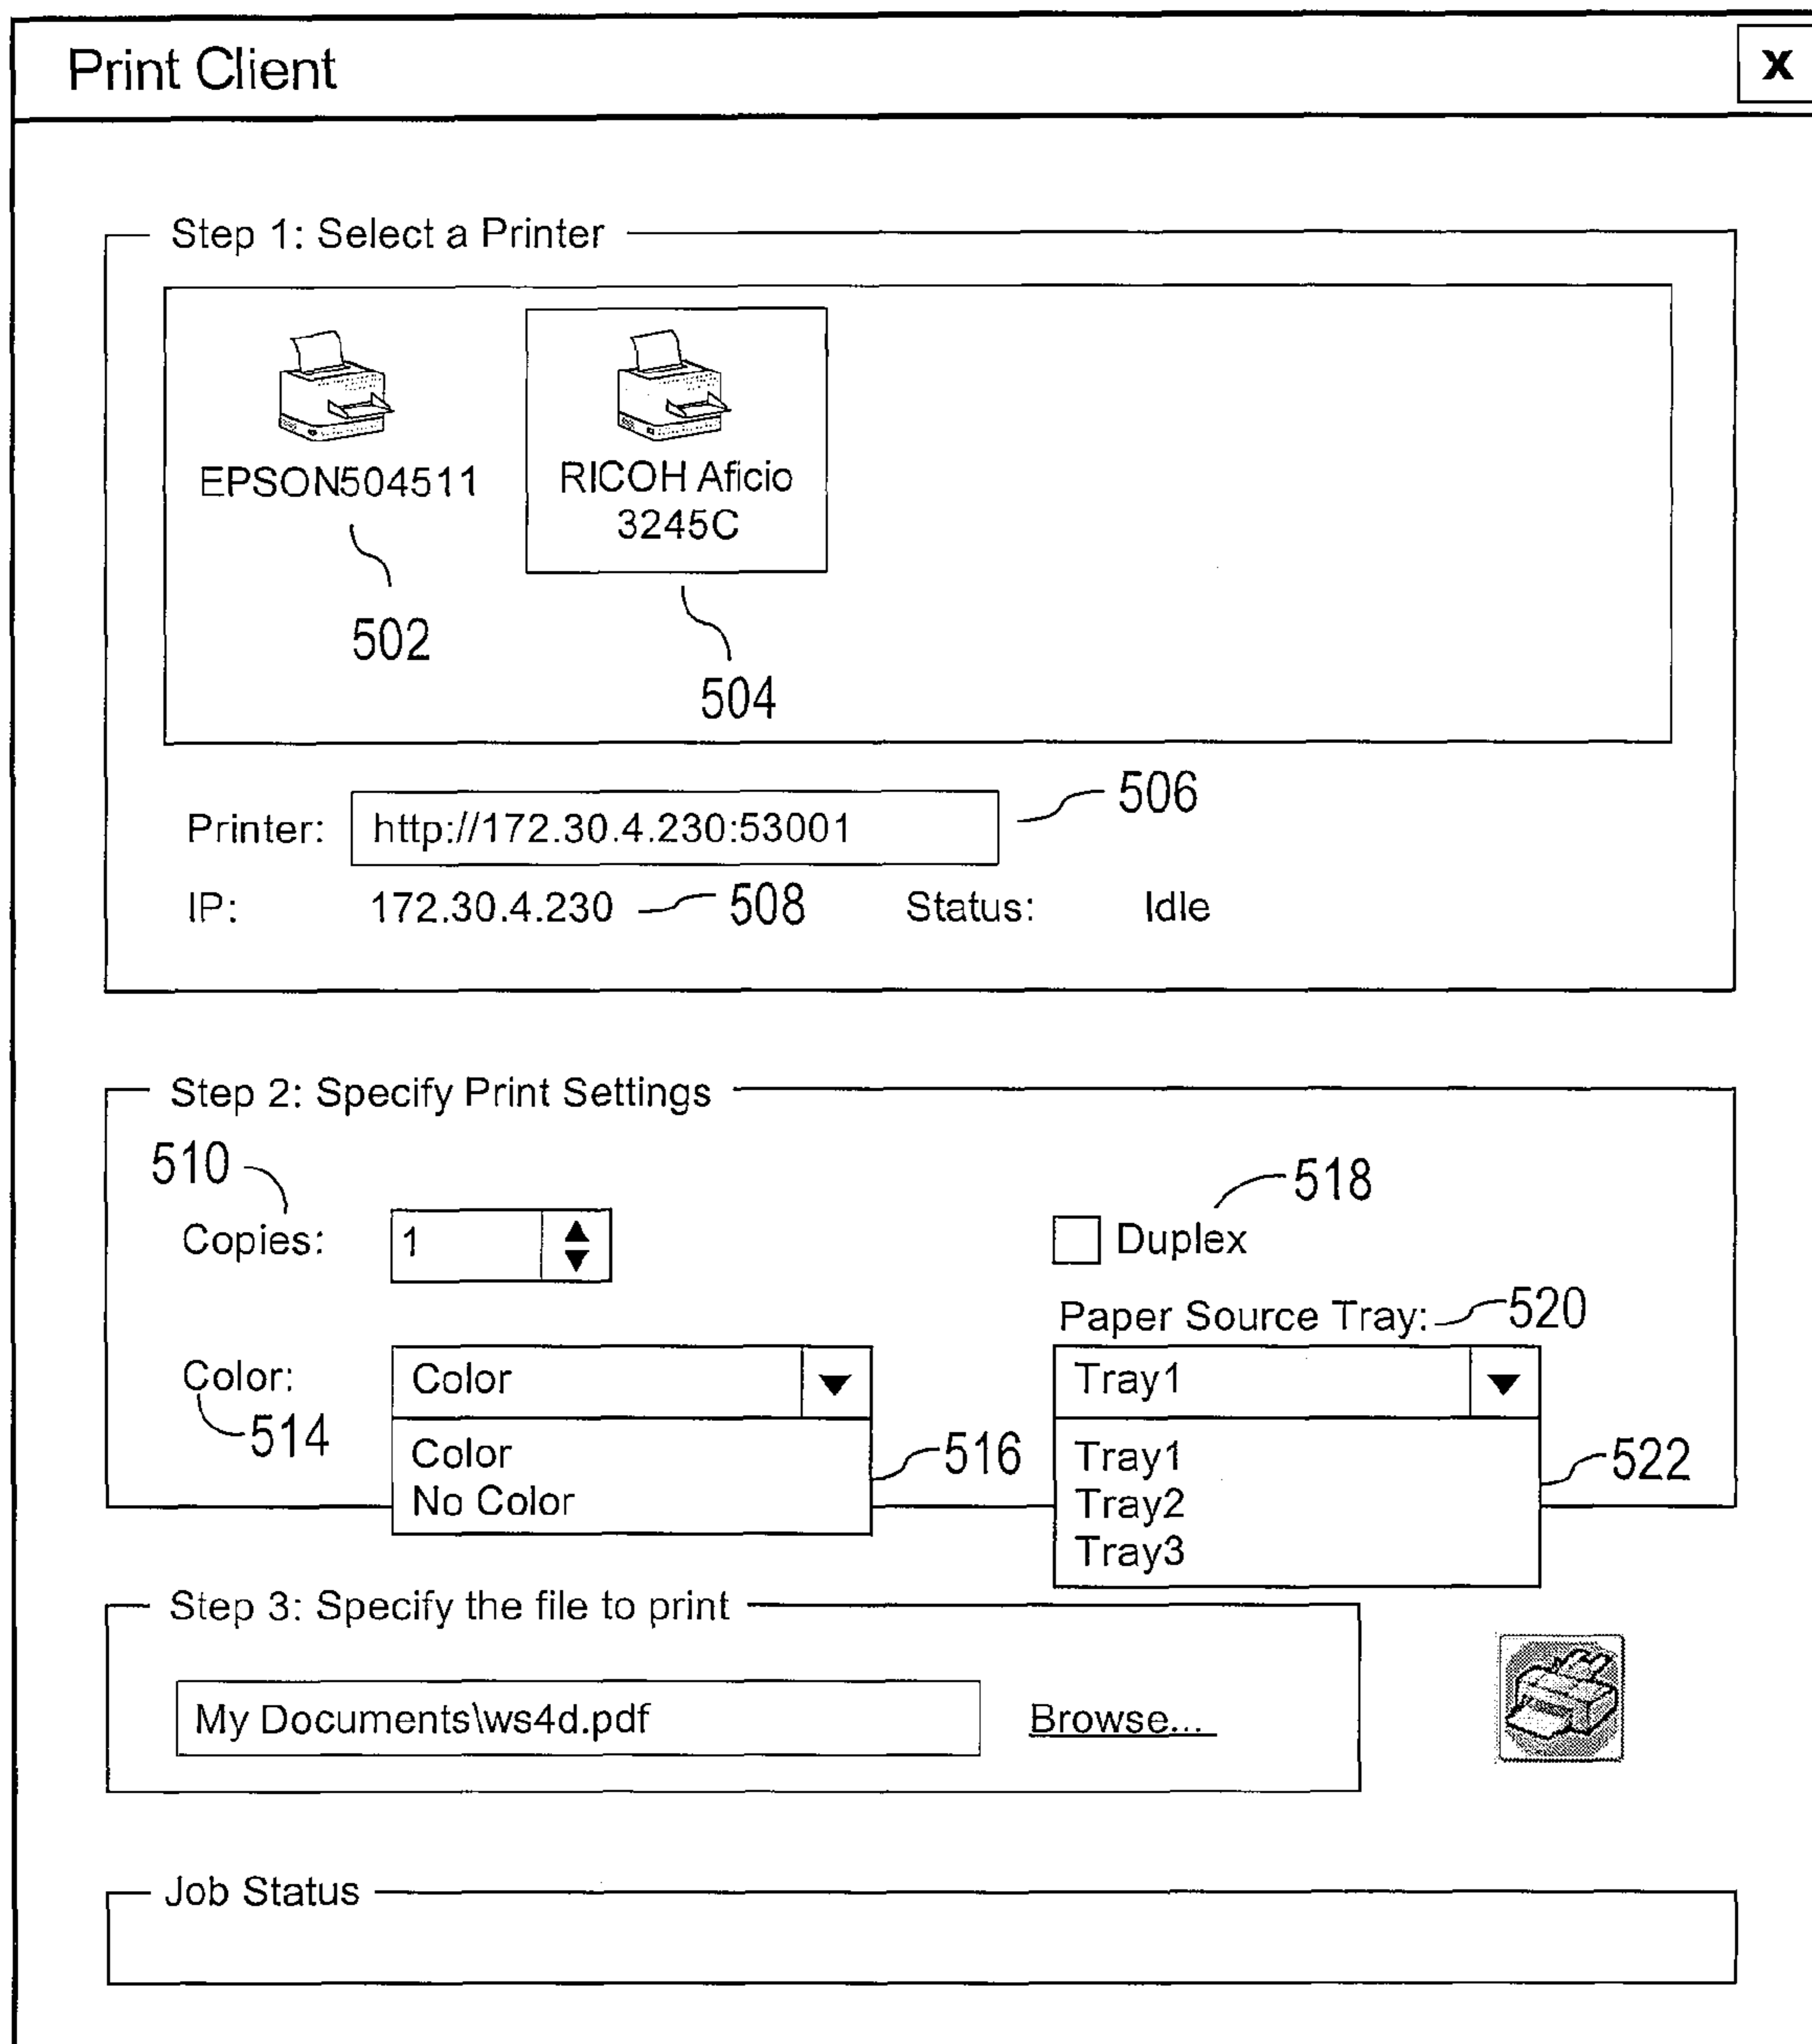 Print Client
X
Step 1: Select a Printer
EPSON504511
RICOH Aficio
3245C
502
504
Printer: http://172.30.4.230:53001 506
IP: 172.30.4.230 508 Status: Idle
Step 2: Specify Print Settings
510
518
Copies: 1
Duplex
Paper Source Tray: 520
Color: Color
Tray1
514
Color
No Color
516
Tray1
Tray2
Tray3
522
Step 3: Specify the file to print
My Documents\ws4d.pdf Browse...
Job Status